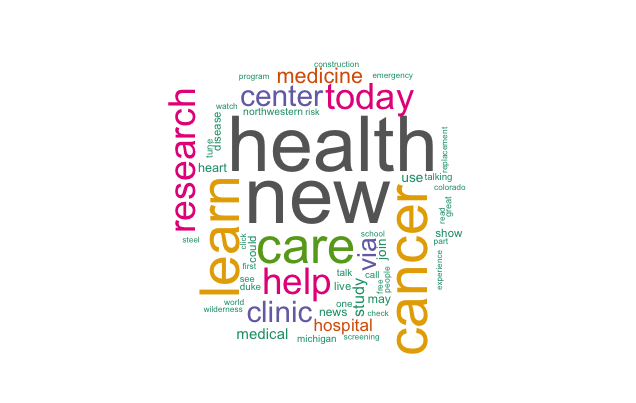 construction
program
medicine
emergency
center
today
research
watch
northwestern
risk
disease
tune
health
replacement
heart
use
talking
colorado
new
learn
cancer
read
great
steel
click
could
care
via
school
join
show
part
first
see
duke
help
talk
live
study
call
free
people
experience
world
wilderness
clinic
news
one
may
check
hospital
medical
michigan
screening